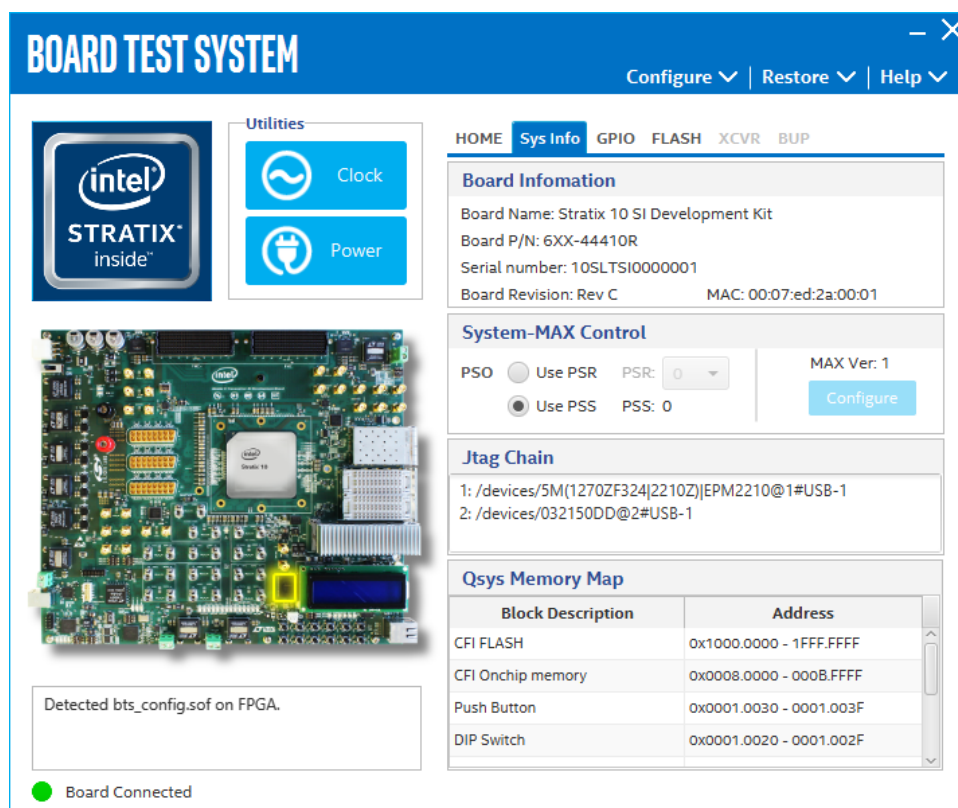 BOARD TEST SYSTEM
Configure | Restore | Help
Utilities
Clock
Power
intel
STRATIX
inside™
HOME Sys Info GPIO FLASH XCVR BUP
Board Infomation
Board Name: Stratix 10 SI Development Kit
Board P/N: 6XX-44410R
Serial number: 10SLTSI0000001
Board Revision: Rev C MAC: 00:07:ed:2a:00:01
System-MAX Control
PSO Use PSR PSR: 0
Use PSS PSS: 0
MAX Ver: 1
Configure
Jtag Chain
1: /devices/5M(1270ZF324|2210Z)|EPM2210@1#USB-1
2: /devices/032150DD@2#USB-1
Qsys Memory Map
Block Description Address
CFI FLASH 0x1000.0000 - 1FFF.FFFF
CFI Onchip memory 0x0008.0000 - 000B.FFFF
Push Button 0x0001.0030 - 0001.003F
DIP Switch 0x0001.0020 - 0001.002F
intel
intel
Stratix 10
Detected bts_config.sof on FPGA.
Board Connected